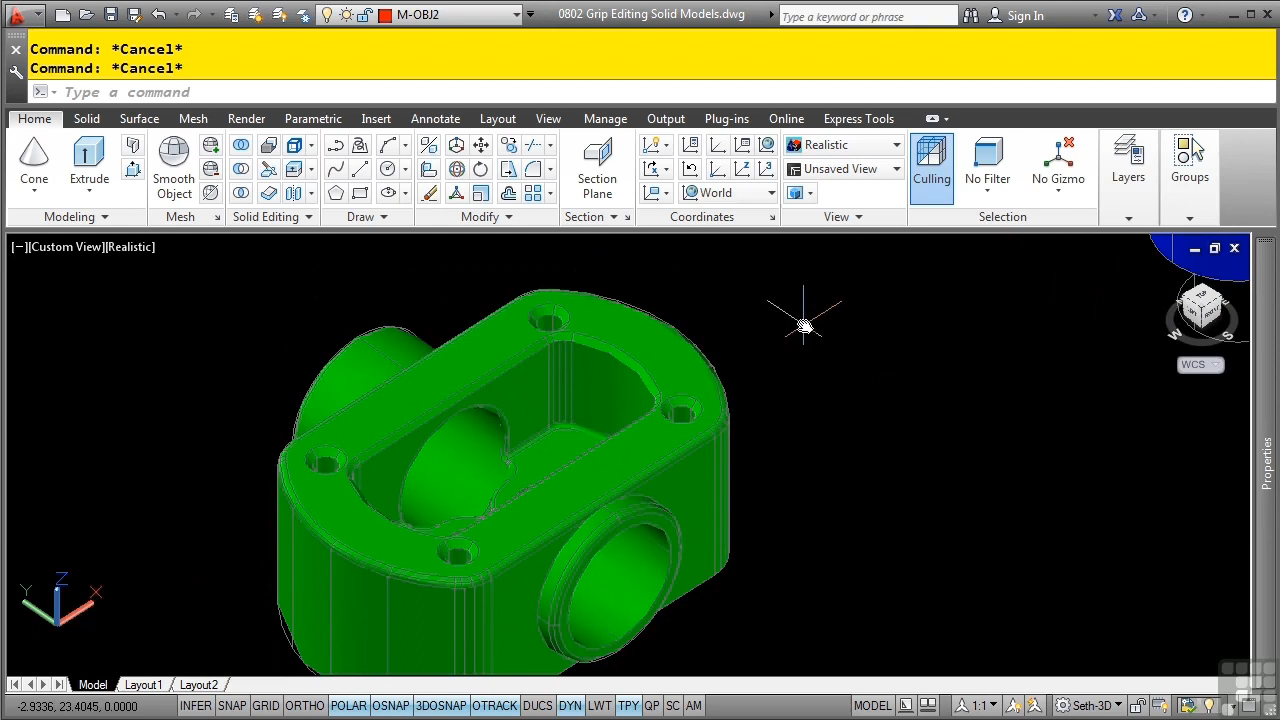 M-OBJ2
0802 Grip Editing Solid Models.dwg
Type a keyword or phrase
Sign In
Command: *Cancel*
Command: *Cancel*
Type a command
Home Solid Surface Mesh Render Parametric Insert Annotate Layout View Manage Output Plug-ins Online Express Tools
Cone
Extrude
Smooth
Object
Section
Plane
World
Realistic
Unsaved View
Culling
No Filter
No Gizmo
Layers
Groups
Modeling
Mesh
Solid Editing
Draw
Modify
Section
Coordinates
View
Selection
[−][Custom View][Realistic]
W
S
WCS
Properties
Y
Z
X
Model Layout1 Layout2
-2.9336, 23.4045, 0.0000
INFER SNAP GRID ORTHO POLAR OSNAP 3DOSNAP OTRACK DUCS DYN LWT TPY QP SC AM
MODEL
1:1
Seth-3D